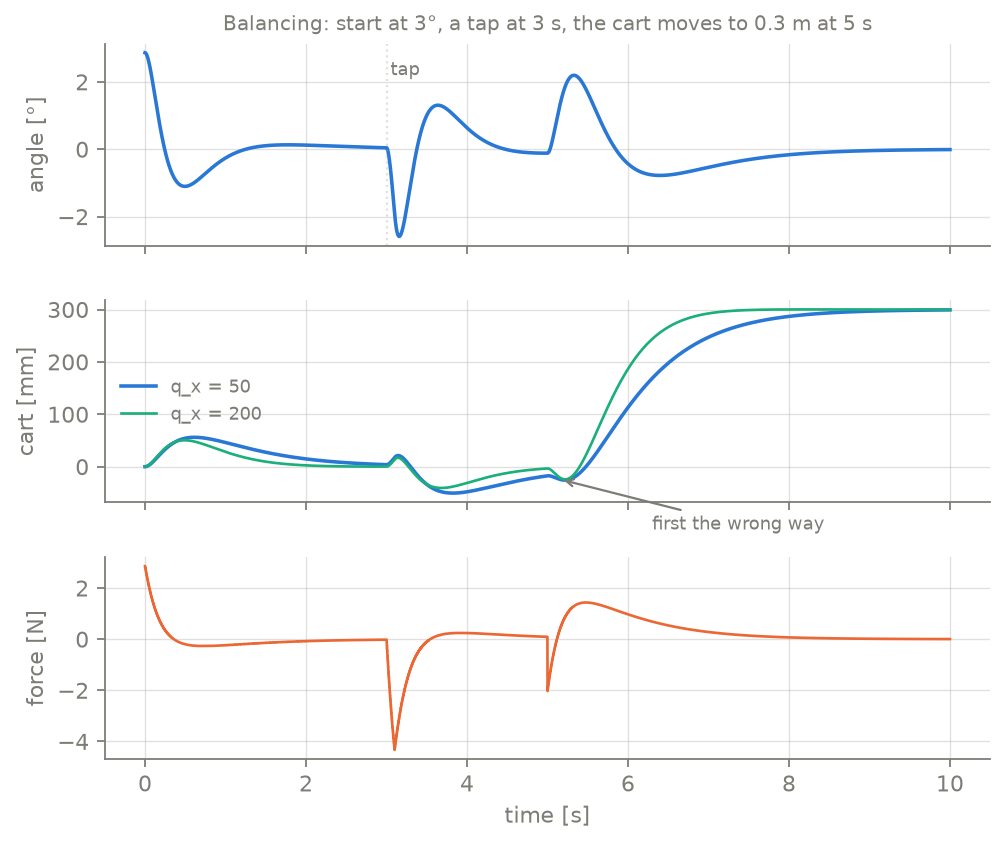 Balancing: start at 3°, a tap at 3 s, the cart moves to 0.3 m at 5 s
angle [°]
2
0
−2
tap
cart [mm]
300
200
100
0
q_x = 50
q_x = 200
first the wrong way
force [N]
2
0
−2
−4
0 2 4 6 8 10
time [s]